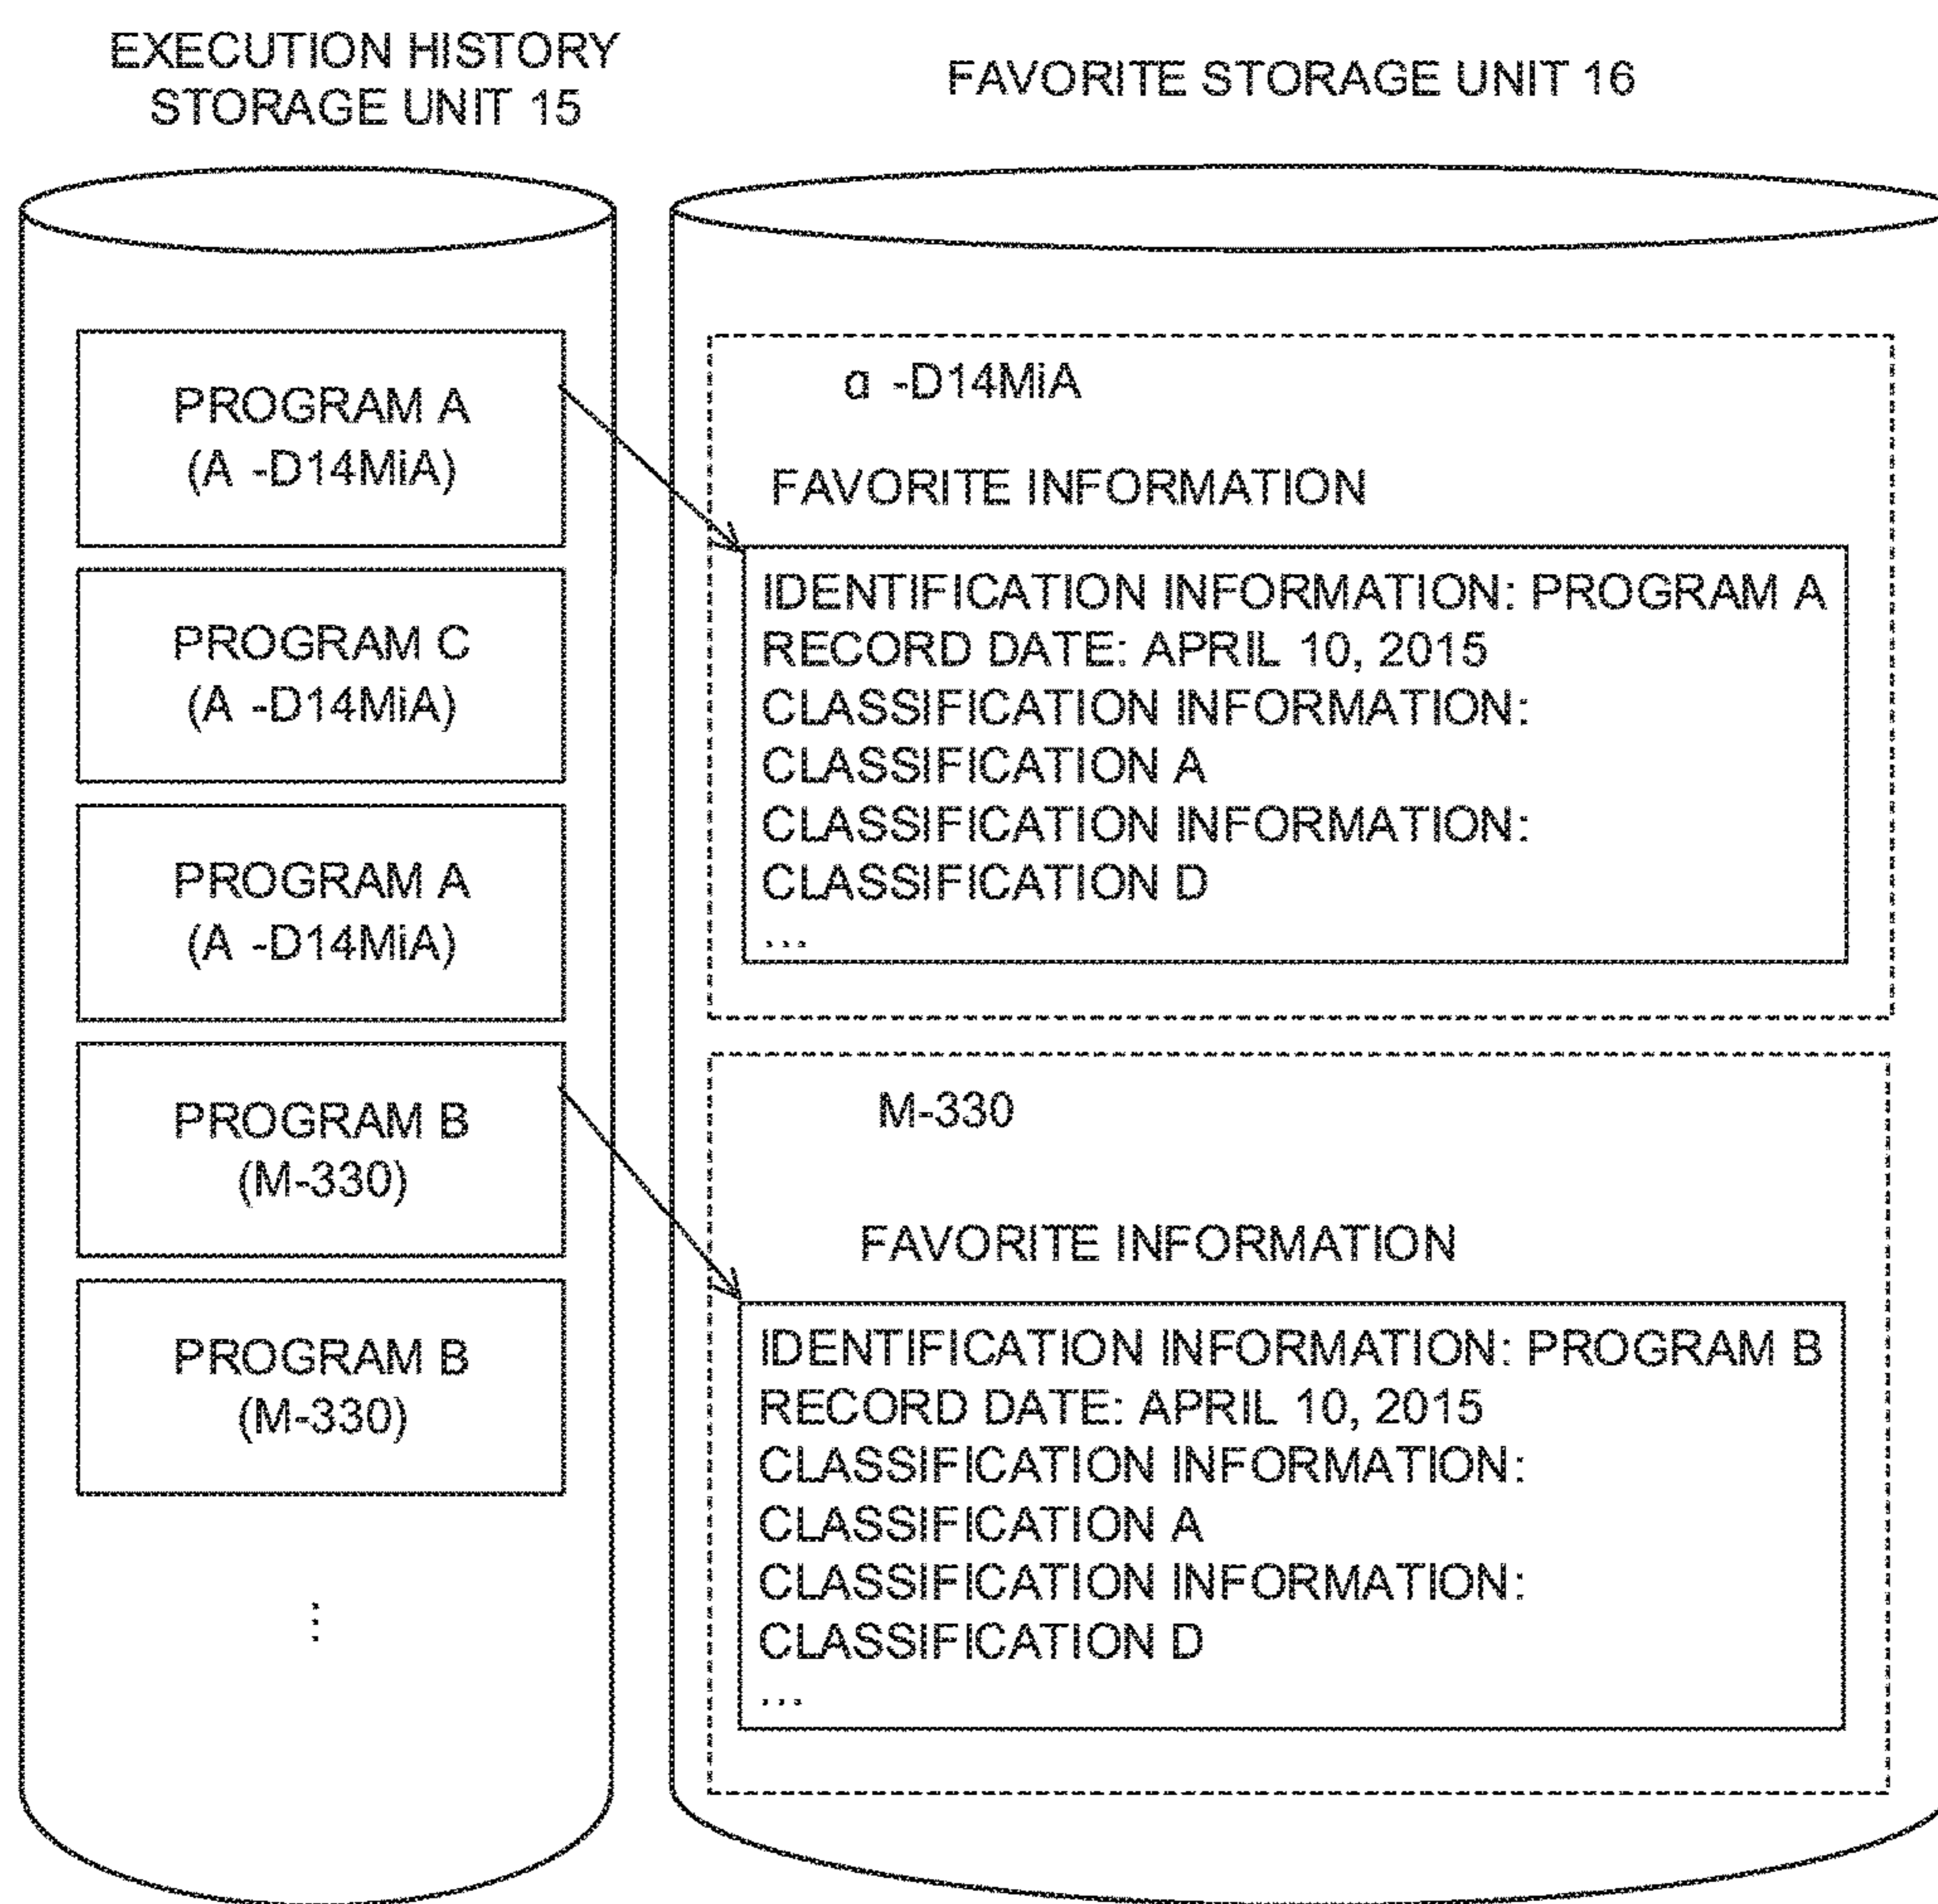 EXECUTION HISTORY
STORAGE UNIT 15
PROGRAM A
(A -D14MiA)
PROGRAM C
(A -D14MiA)
PROGRAM A
(A -D14MiA)
PROGRAM B
(M-330)
PROGRAM B
(M-330)
⋮
FAVORITE STORAGE UNIT 16
α -D14MiA
FAVORITE INFORMATION
IDENTIFICATION INFORMATION: PROGRAM A
RECORD DATE: APRIL 10, 2015
CLASSIFICATION INFORMATION:
CLASSIFICATION A
CLASSIFICATION INFORMATION:
CLASSIFICATION D
...
M-330
FAVORITE INFORMATION
IDENTIFICATION INFORMATION: PROGRAM B
RECORD DATE: APRIL 10, 2015
CLASSIFICATION INFORMATION:
CLASSIFICATION A
CLASSIFICATION INFORMATION:
CLASSIFICATION D
...